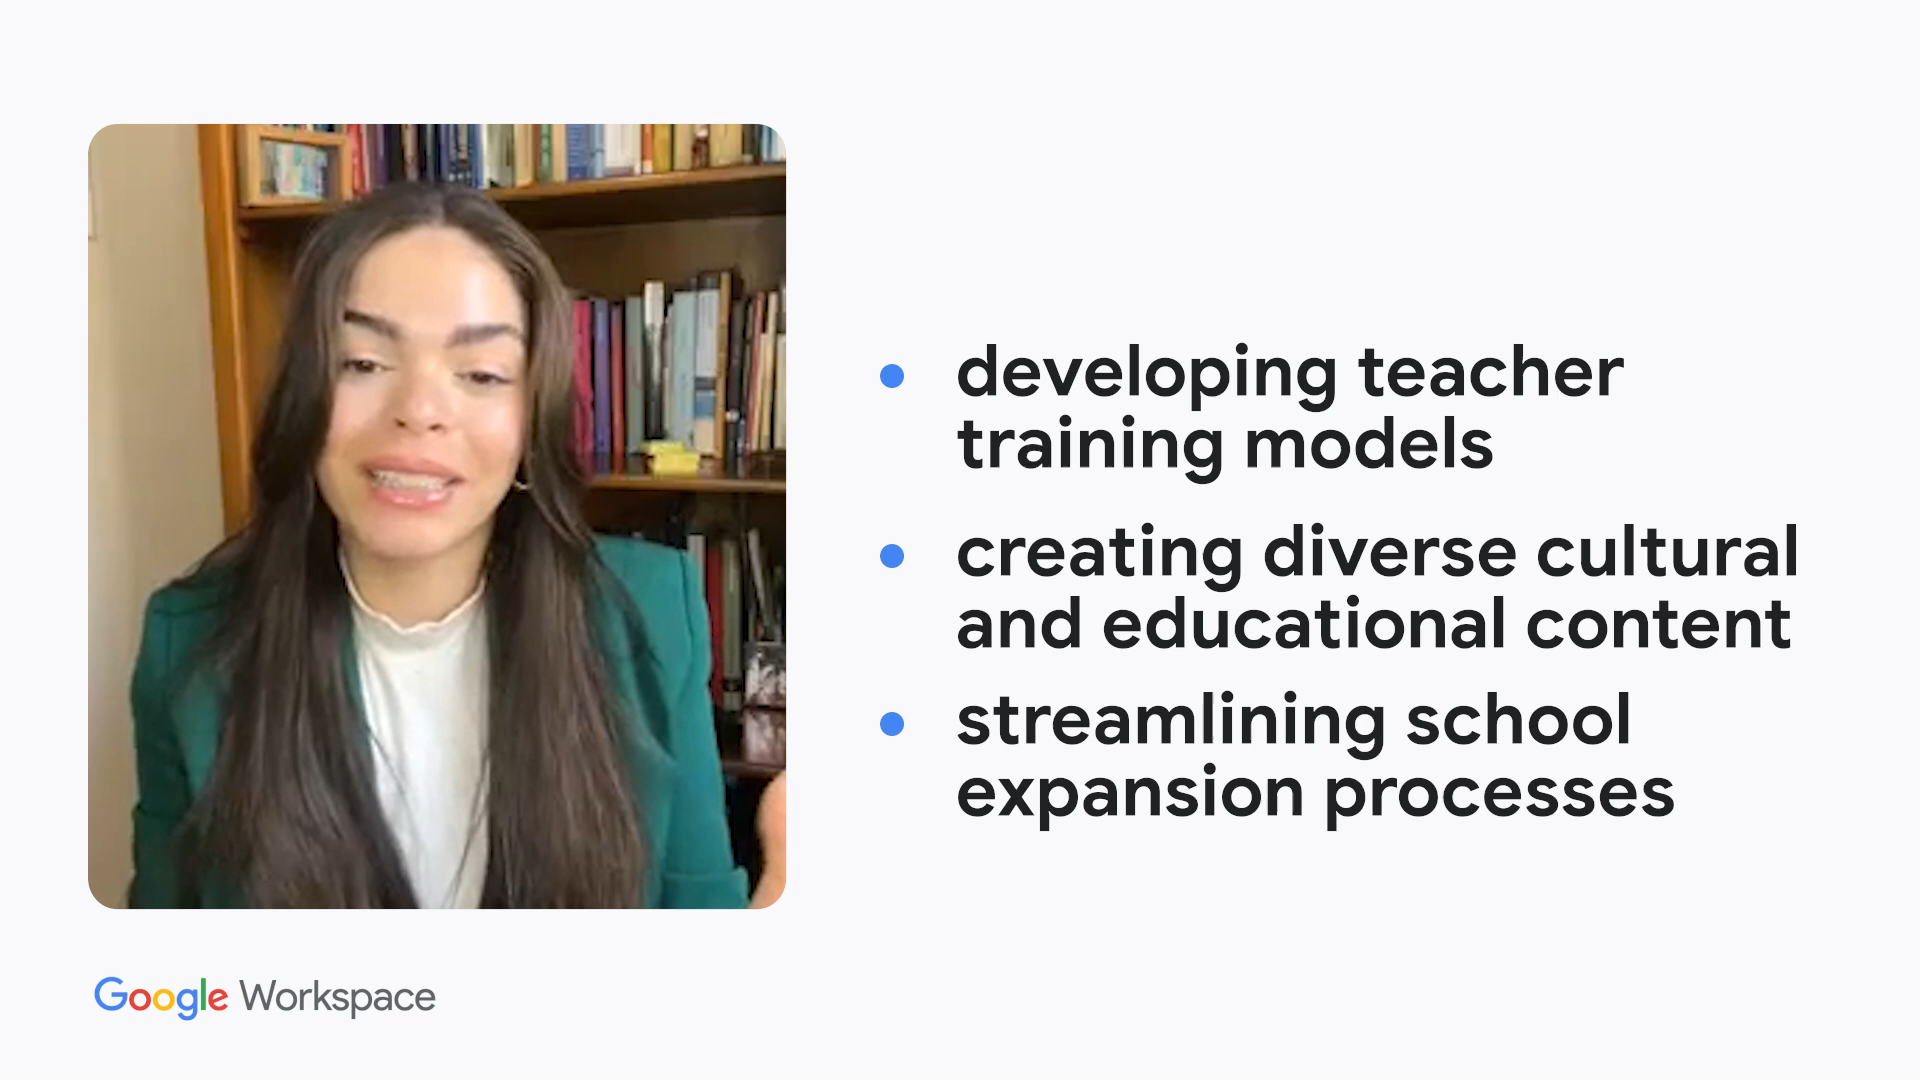 developing teacher
training models
creating diverse cultural
and educational content
streamlining school
expansion processes
Google Workspace